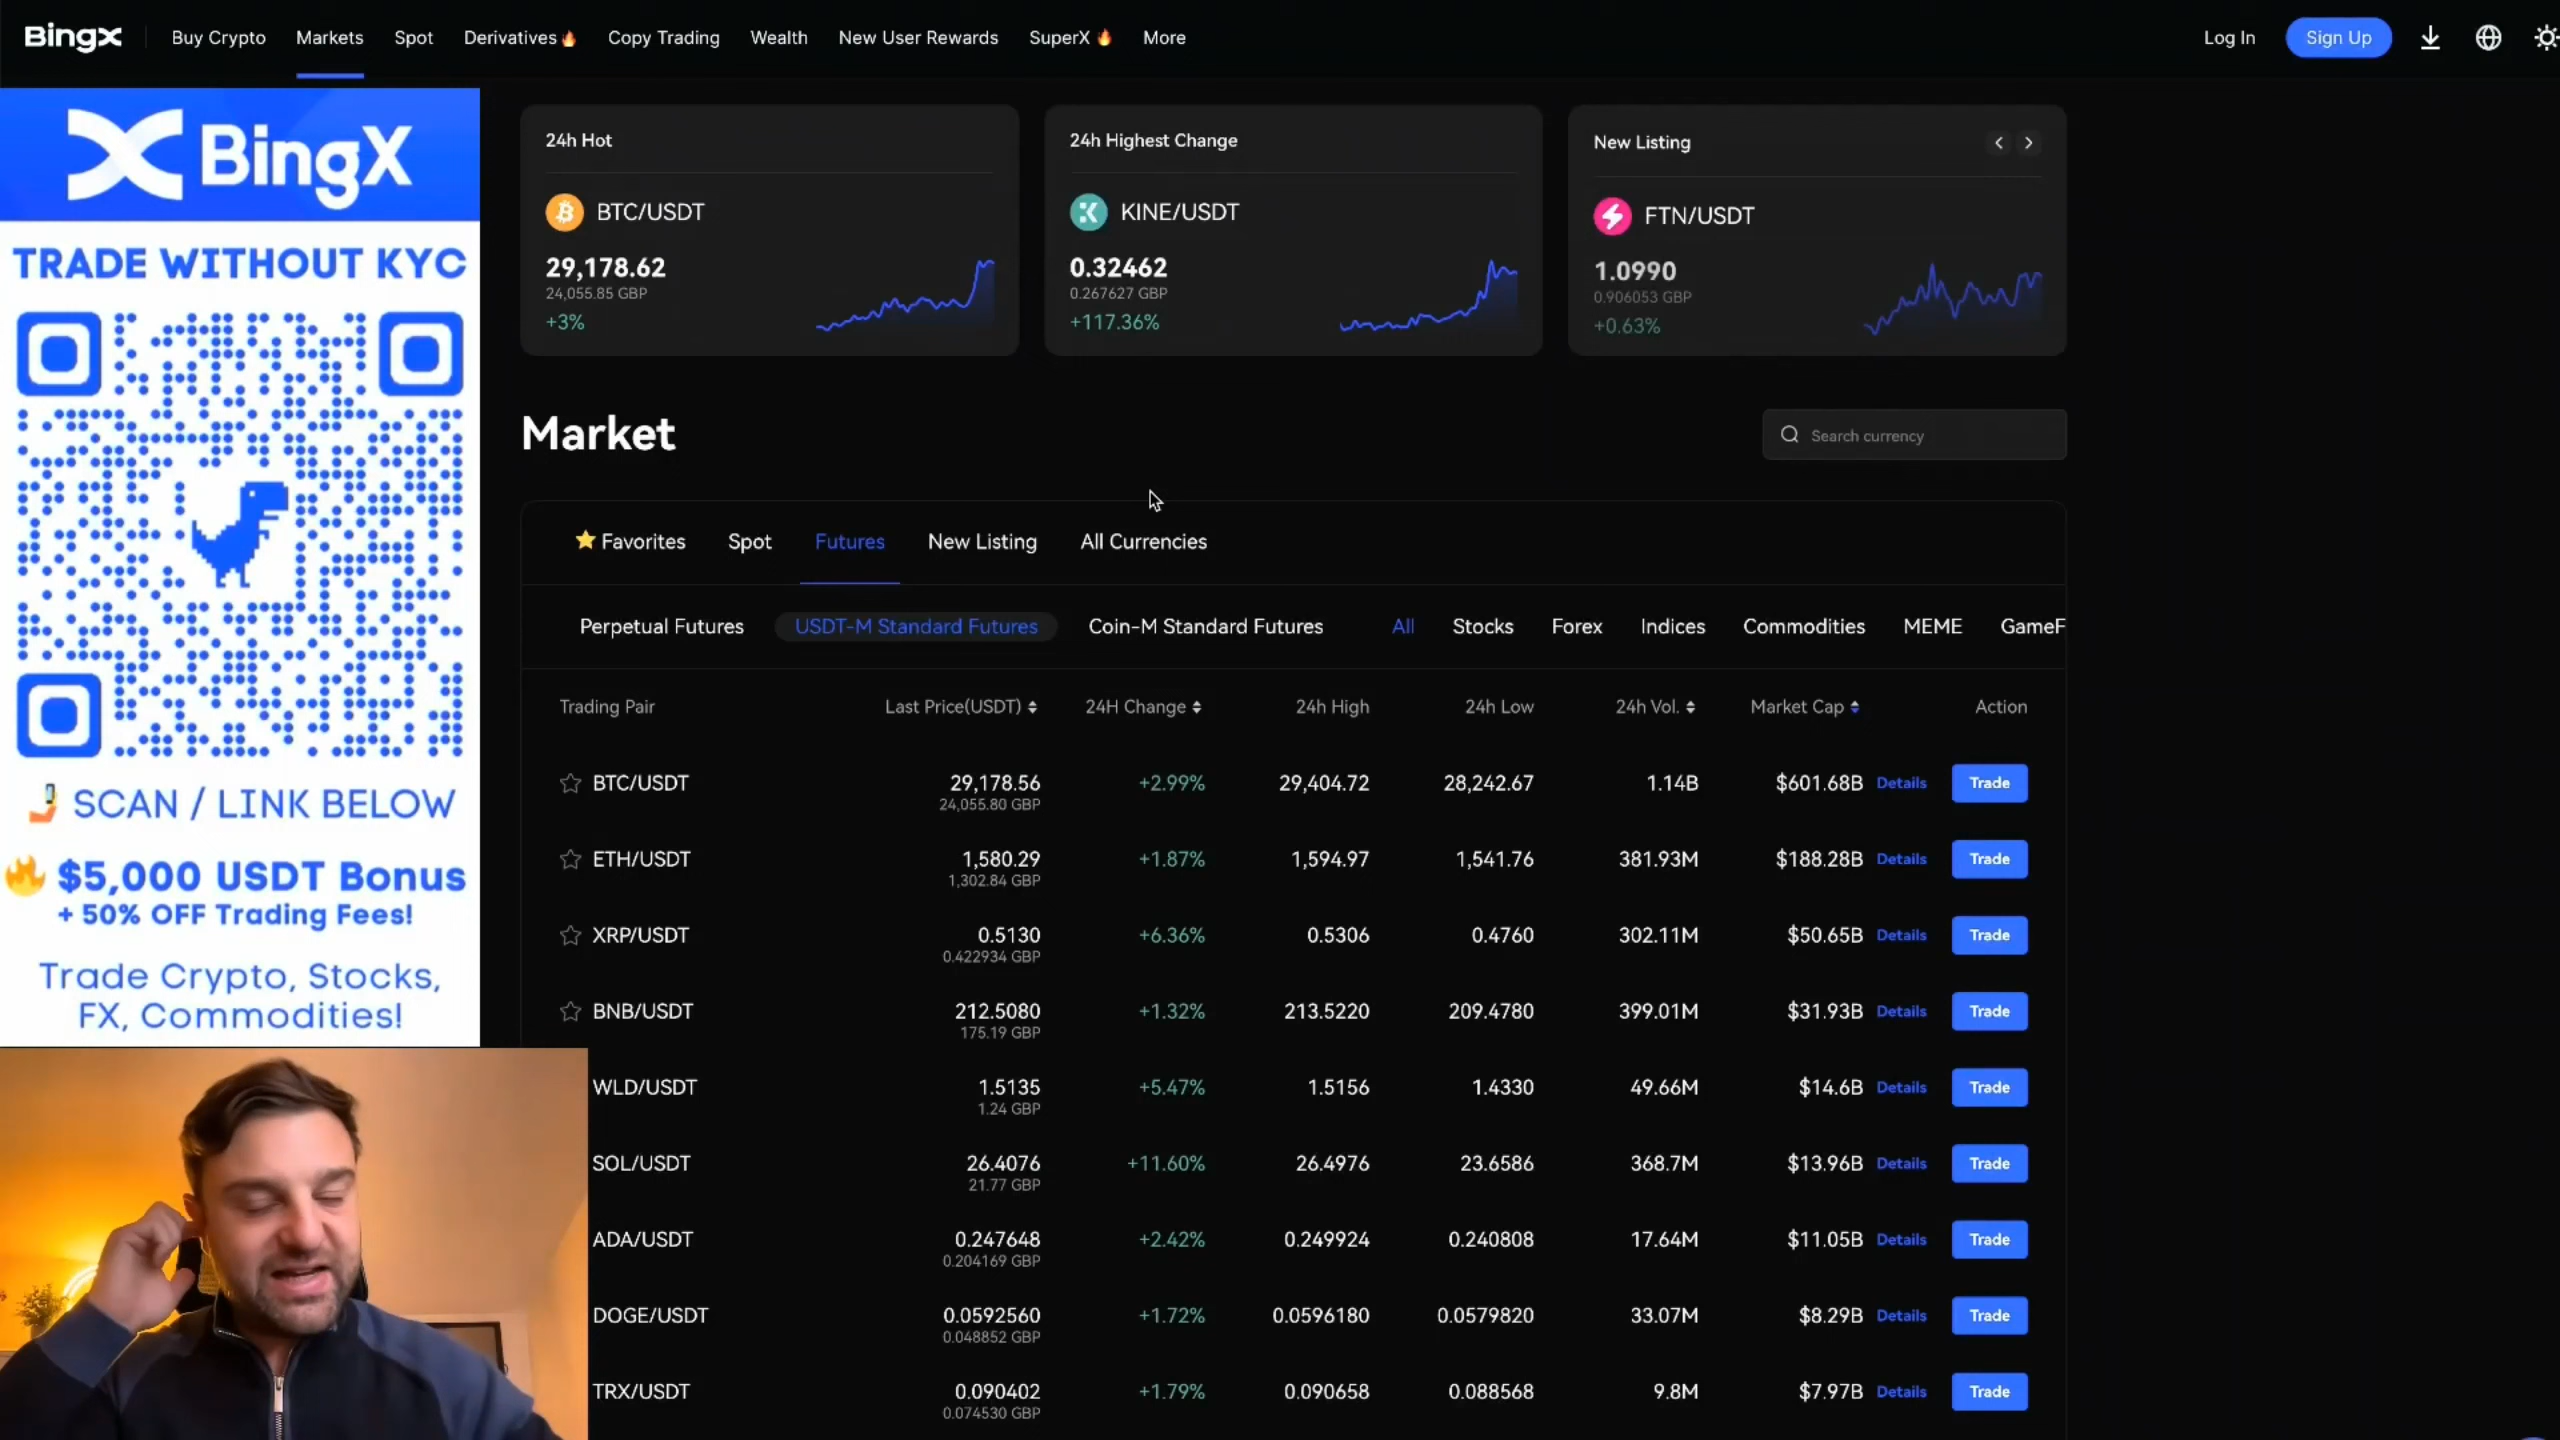 BingX
Buy Crypto
Markets
Spot
Derivatives🔥
Copy Trading
Wealth
New User Rewards
SuperX🔥
More
Log In
Sign Up
BingX
TRADE WITHOUT KYC
🤳 SCAN / LINK BELOW
🔥 $5,000 USDT Bonus
+ 50% OFF Trading Fees!
Trade Crypto, Stocks,
FX, Commodities!
24h Hot
BTC/USDT
29,178.62
24,055.85 GBP
+3%
24h Highest Change
KINE/USDT
0.32462
0.267627 GBP
+117.36%
New Listing
FTN/USDT
1.0990
0.906053 GBP
+0.63%
Market
Search currency
⭐ Favorites Spot Futures New Listing All Currencies
Perpetual Futures USDT-M Standard Futures Coin-M Standard Futures All Stocks Forex Indices Commodities MEME GameF
Trading Pair Last Price(USDT) 24H Change 24h High 24h Low 24h Vol. Market Cap Action
BTC/USDT 29,178.56 +2.99% 29,404.72 28,242.67 1.14B $601.68B Details Trade
24,055.80 GBP
ETH/USDT 1,580.29 +1.87% 1,594.97 1,541.76 381.93M $188.28B Details Trade
1,302.84 GBP
XRP/USDT 0.5130 +6.36% 0.5306 0.4760 302.11M $50.65B Details Trade
0.422934 GBP
BNB/USDT 212.5080 +1.32% 213.5220 209.4780 399.01M $31.93B Details Trade
175.19 GBP
WLD/USDT 1.5135 +5.47% 1.5156 1.4330 49.66M $14.6B Details Trade
1.24 GBP
SOL/USDT 26.4076 +11.60% 26.4976 23.6586 368.7M $13.96B Details Trade
21.77 GBP
ADA/USDT 0.247648 +2.42% 0.249924 0.240808 17.64M $11.05B Details Trade
0.204169 GBP
DOGE/USDT 0.0592560 +1.72% 0.0596180 0.0579820 33.07M $8.29B Details Trade
0.048852 GBP
TRX/USDT 0.090402 +1.79% 0.090658 0.088568 9.8M $7.97B Details Trade
0.074530 GBP